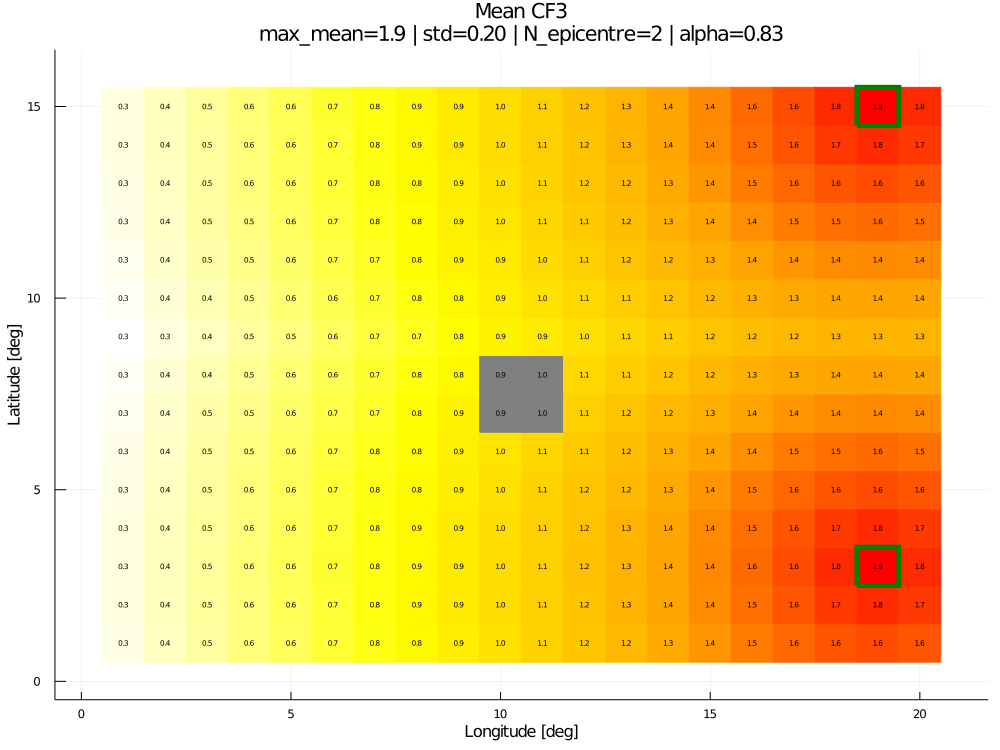 Mean CF3
max_mean=1.9 | std=0.20 | N_epicentre=2 | alpha=0.83
15 0.3 0.4 0.5 0.6 0.6 0.7 0.8 0.9 0.9 1.0 1.1 1.2 1.3 1.4 1.4 1.6 1.6 1.8 1.9 1.8
0.3 0.4 0.5 0.6 0.6 0.7 0.8 0.9 0.9 1.0 1.1 1.2 1.3 1.4 1.4 1.5 1.6 1.7 1.8 1.7
0.3 0.4 0.5 0.6 0.6 0.7 0.8 0.8 0.9 1.0 1.1 1.2 1.2 1.3 1.4 1.5 1.6 1.6 1.6 1.6
0.3 0.4 0.5 0.5 0.6 0.7 0.8 0.8 0.9 1.0 1.1 1.1 1.2 1.3 1.4 1.4 1.5 1.5 1.6 1.5
0.3 0.4 0.5 0.5 0.6 0.7 0.7 0.8 0.9 0.9 1.0 1.1 1.2 1.2 1.3 1.4 1.4 1.4 1.4 1.4
10 0.3 0.4 0.4 0.5 0.6 0.7 0.7 0.8 0.8 0.9 1.0 1.1 1.1 1.2 1.2 1.3 1.3 1.4 1.4 1.4
0.3 0.3 0.4 0.5 0.6 0.6 0.7 0.7 0.8 0.9 0.9 1.0 1.1 1.1 1.2 1.2 1.2 1.3 1.3 1.3
0.3 0.4 0.4 0.5 0.6 0.6 0.7 0.8 0.8 0.9 1.0 1.1 1.1 1.2 1.2 1.3 1.3 1.4 1.4 1.4
0.3 0.4 0.5 0.5 0.6 0.7 0.7 0.8 0.9 0.9 1.0 1.1 1.2 1.2 1.3 1.4 1.4 1.4 1.4 1.4
0.3 0.4 0.5 0.5 0.6 0.7 0.8 0.8 0.9 1.0 1.1 1.1 1.2 1.3 1.4 1.4 1.5 1.5 1.6 1.5
5 0.3 0.4 0.5 0.6 0.6 0.7 0.8 0.8 0.9 1.0 1.1 1.2 1.2 1.3 1.4 1.5 1.6 1.6 1.6 1.6
0.3 0.4 0.5 0.6 0.6 0.7 0.8 0.9 0.9 1.0 1.1 1.2 1.3 1.4 1.4 1.5 1.6 1.7 1.8 1.7
0.3 0.4 0.5 0.6 0.6 0.7 0.8 0.9 0.9 1.0 1.1 1.2 1.3 1.4 1.4 1.6 1.6 1.8 1.9 1.8
0.3 0.4 0.5 0.6 0.6 0.7 0.8 0.9 0.9 1.0 1.1 1.2 1.3 1.4 1.4 1.5 1.6 1.7 1.8 1.7
0.3 0.4 0.5 0.6 0.6 0.7 0.8 0.8 0.9 1.0 1.1 1.2 1.2 1.3 1.4 1.5 1.6 1.6 1.6 1.6
0
Latitude [deg]
0 5 10 15 20
Longitude [deg]